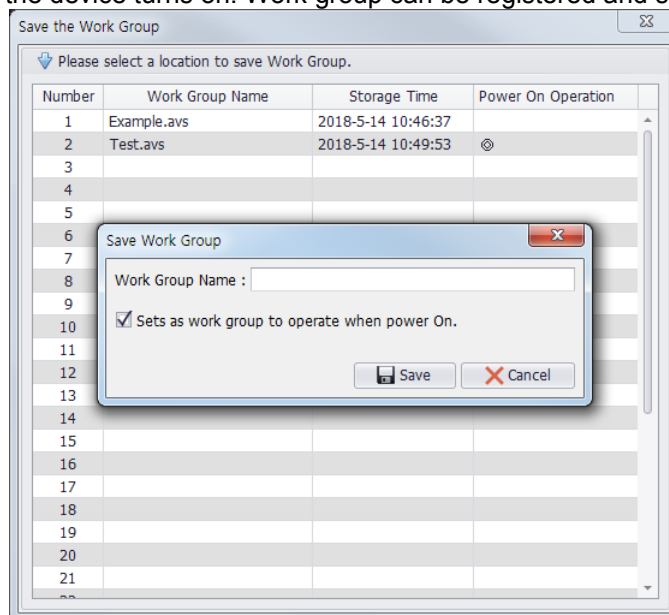 the device turns on. Work group can be registered and
Save the Work Group
Please select a location to save Work Group.
Number Work Group Name Storage Time Power On Operation
1 Example.avs 2018-5-14 10:46:37
2 Test.avs 2018-5-14 10:49:53 ◎
3
4
5
6
Save Work Group
7
8 Work Group Name :
9
10 Sets as work group to operate when power On.
11
12 Save Cancel
13
14
15
16
17
18
19
20
21